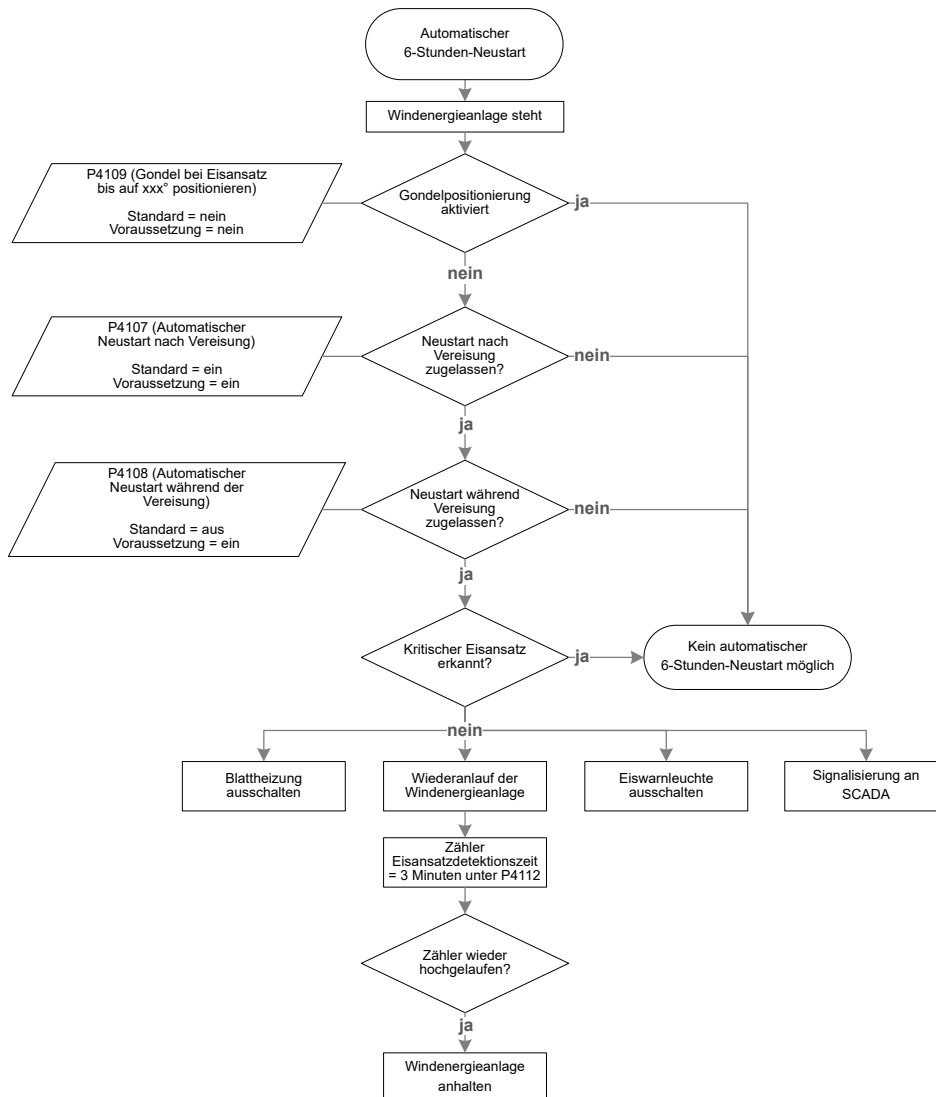 Automatischer
6-Stunden-Neustart
Windenergieanlage steht
P4109 (Gondel bei Eisansatz
bis auf xxx° positionieren)
Standard = nein
Voraussetzung = nein
Gondelpositionierung
aktiviert
ja
nein
P4107 (Automatischer
Neustart nach Vereisung)
Standard = ein
Voraussetzung = ein
Neustart nach
Vereisung
zugelassen?
nein
ja
P4108 (Automatischer
Neustart während der
Vereisung)
Standard = aus
Voraussetzung = ein
Neustart während
Vereisung
zugelassen?
nein
ja
Kritischer Eisansatz
erkannt?
ja
Kein automatischer
6-Stunden-Neustart möglich
nein
Blattheizung
ausschalten
Wiederanlauf der
Windenergieanlage
Eiswarnleuchte
ausschalten
Signalisierung an
SCADA
Zähler
Eisansatzdetektionszeit
= 3 Minuten unter P4112
Zähler wieder
hochgelaufen?
ja
Windenergieanlage
anhalten